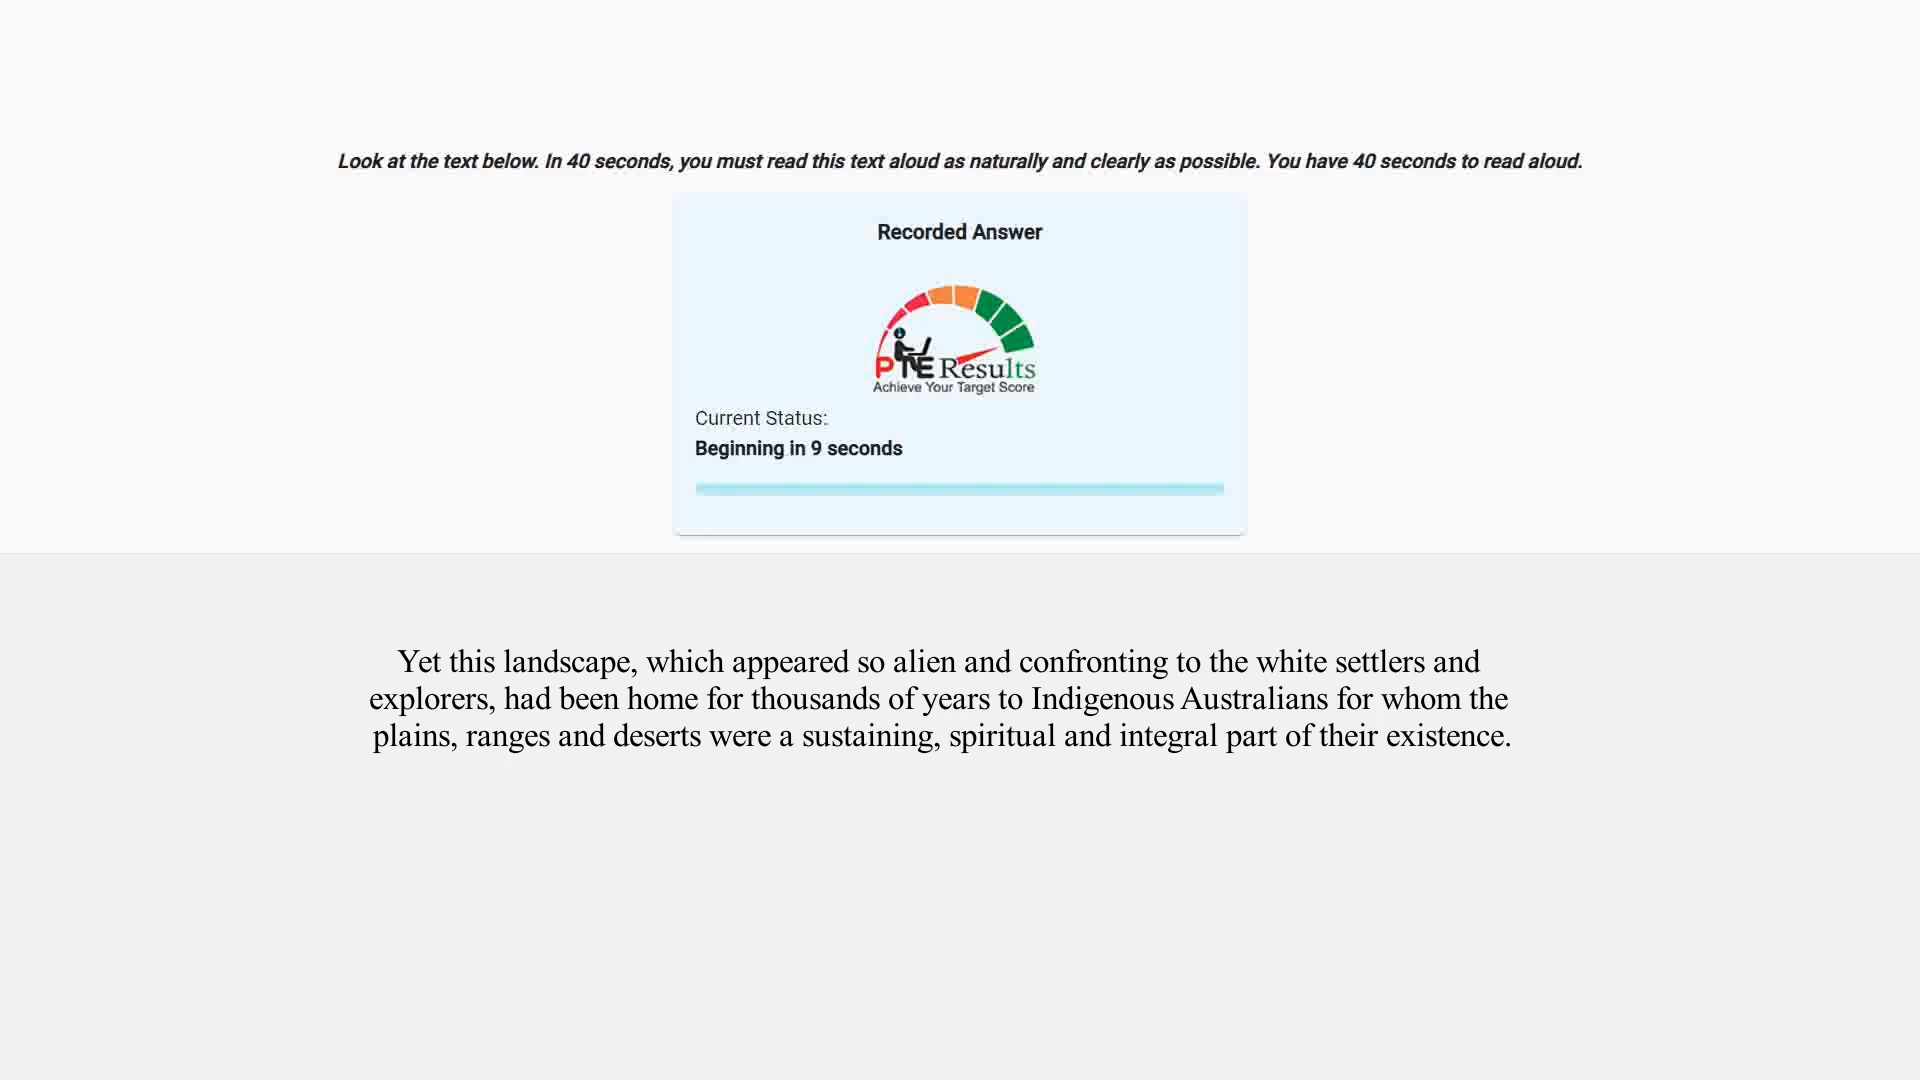 Look at the text below. In 40 seconds, you must read this text aloud as naturally and clearly as possible. You have 40 seconds to read aloud.
Recorded Answer
PTE Results
Achieve Your Target Score
Current Status:
Beginning in 9 seconds
Yet this landscape, which appeared so alien and confronting to the white settlers and
explorers, had been home for thousands of years to Indigenous Australians for whom the
plains, ranges and deserts were a sustaining, spiritual and integral part of their existence.